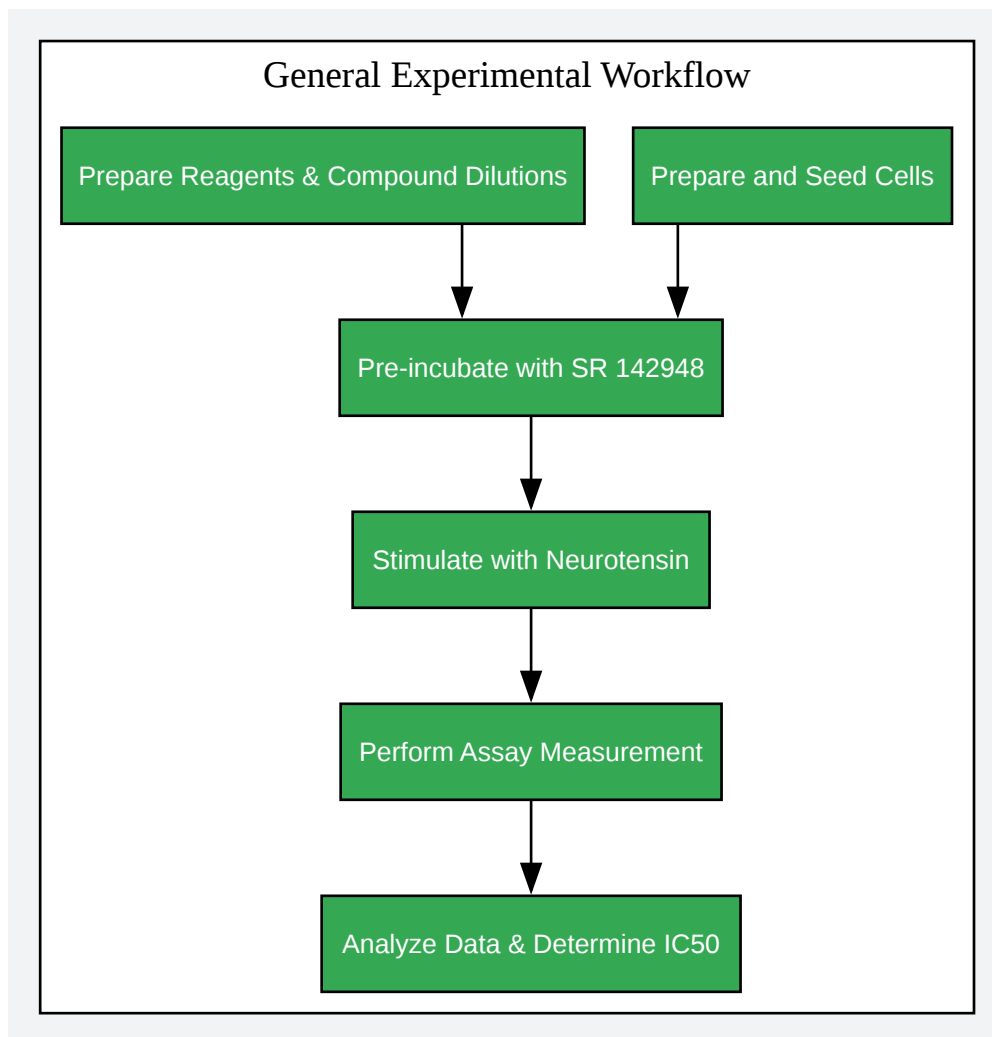 General Experimental Workflow
Prepare Reagents & Compound Dilutions
Prepare and Seed Cells
Pre-incubate with SR 142948
Stimulate with Neurotensin
Perform Assay Measurement
Analyze Data & Determine IC50